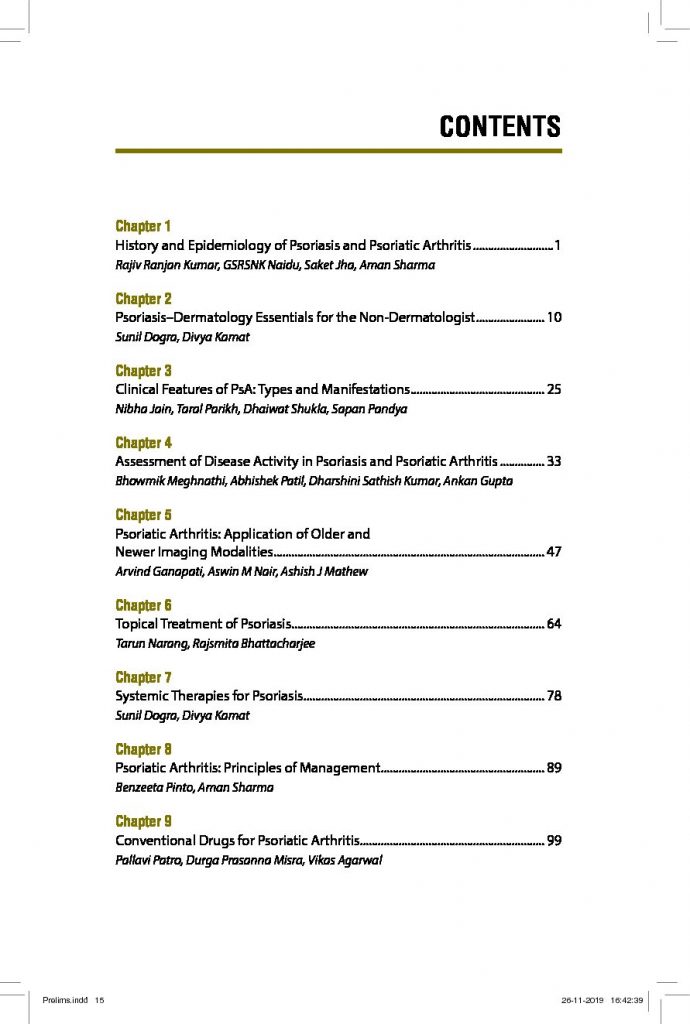 CONTENTS
Chapter 1
History and Epidemiology of Psoriasis and Psoriatic Arthritis...........................1
Rajiv Ranjan Kumar, GSRSNK Naidu, Saket Jha, Aman Sharma
Chapter 2
Psoriasis–Dermatology Essentials for the Non-Dermatologist....................... 10
Sunil Dogra, Divya Kamat
Chapter 3
Clinical Features of PsA: Types and Manifestations............................................. 25
Nibha Jain, Taral Parikh, Dhaiwat Shukla, Sapan Pandya
Chapter 4
Assessment of Disease Activity in Psoriasis and Psoriatic Arthritis ............... 33
Bhowmik Meghnathi, Abhishek Patil, Dharshini Sathish Kumar, Ankan Gupta
Chapter 5
Psoriatic Arthritis: Application of Older and
Newer Imaging Modalities........................................................................................... 47
Arvind Ganapati, Aswin M Nair, Ashish J Mathew
Chapter 6
Topical Treatment of Psoriasis..................................................................................... 64
Tarun Narang, Rajsmita Bhattacharjee
Chapter 7
Systemic Therapies for Psoriasis................................................................................. 78
Sunil Dogra, Divya Kamat
Chapter 8
Psoriatic Arthritis: Principles of Management....................................................... 89
Benzeeta Pinto, Aman Sharma
Chapter 9
Conventional Drugs for Psoriatic Arthritis.............................................................. 99
Pallavi Patro, Durga Prasanna Misra, Vikas Agarwal
Prelims.indd 15 26-11-2019 16:42:39